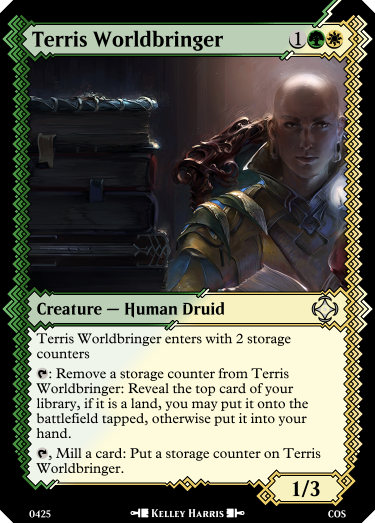 Terris Worldbringer 1
Creature — Human Druid
Terris Worldbringer enters with 2 storage
counters
: Remove a storage counter from Terris
Worldbringer: Reveal the top card of your
library, if it is a land, you may put it onto the
battlefield tapped, otherwise put it into your
hand.
, Mill a card: Put a storage counter on Terris
Worldbringer.
1/3
0425 Kelley Harris COS